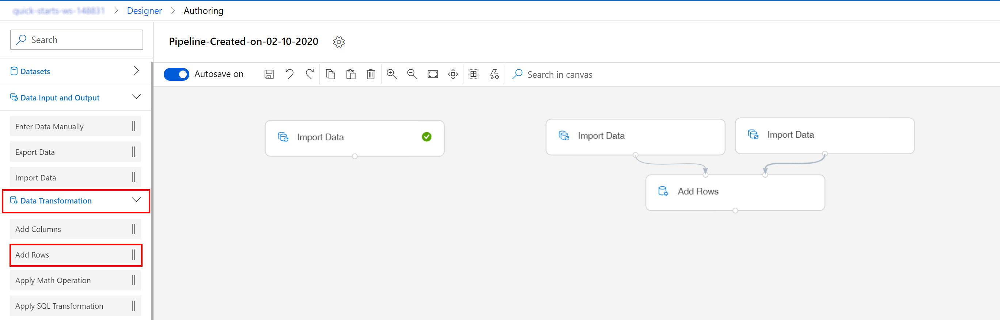 Designer > Authoring
Search
Pipeline-Created-on-02-10-2020
Datasets
Autosave on
Search in canvas
Data Input and Output
Enter Data Manually
Export Data
Import Data
Data Transformation
Add Columns
Add Rows
Apply Math Operation
Apply SQL Transformation
Import Data
Import Data
Import Data
Add Rows